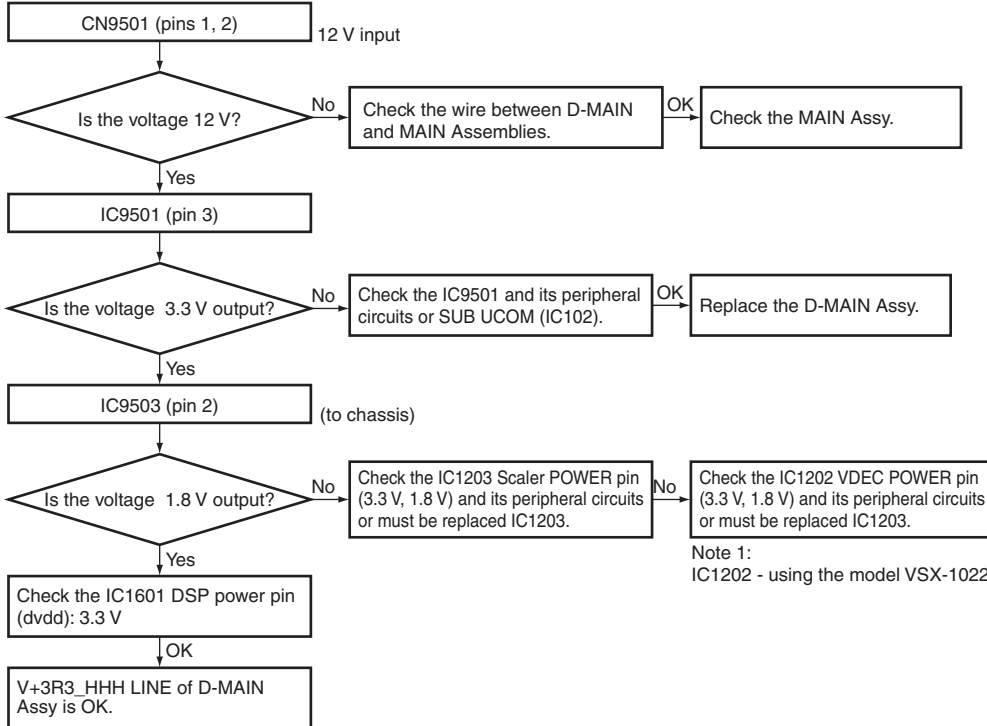 CN9501 (pins 1, 2)
12 V input
Is the voltage 12 V?
No
Check the wire between D-MAIN
and MAIN Assemblies.
OK
Check the MAIN Assy.
Yes
IC9501 (pin 3)
Is the voltage 3.3 V output?
No
Check the IC9501 and its peripheral
circuits or SUB UCOM (IC102).
OK
Replace the D-MAIN Assy.
Yes
IC9503 (pin 2)
(to chassis)
Is the voltage 1.8 V output?
No
Check the IC1203 Scaler POWER pin
(3.3 V, 1.8 V) and its peripheral circuits
or must be replaced IC1203.
No
Check the IC1202 VDEC POWER pin
(3.3 V, 1.8 V) and its peripheral circuits
or must be replaced IC1203.
Note 1:
IC1202 - using the model VSX-1022
Yes
Check the IC1601 DSP power pin
(dvdd): 3.3 V
OK
V+3R3_HHH LINE of D-MAIN
Assy is OK.